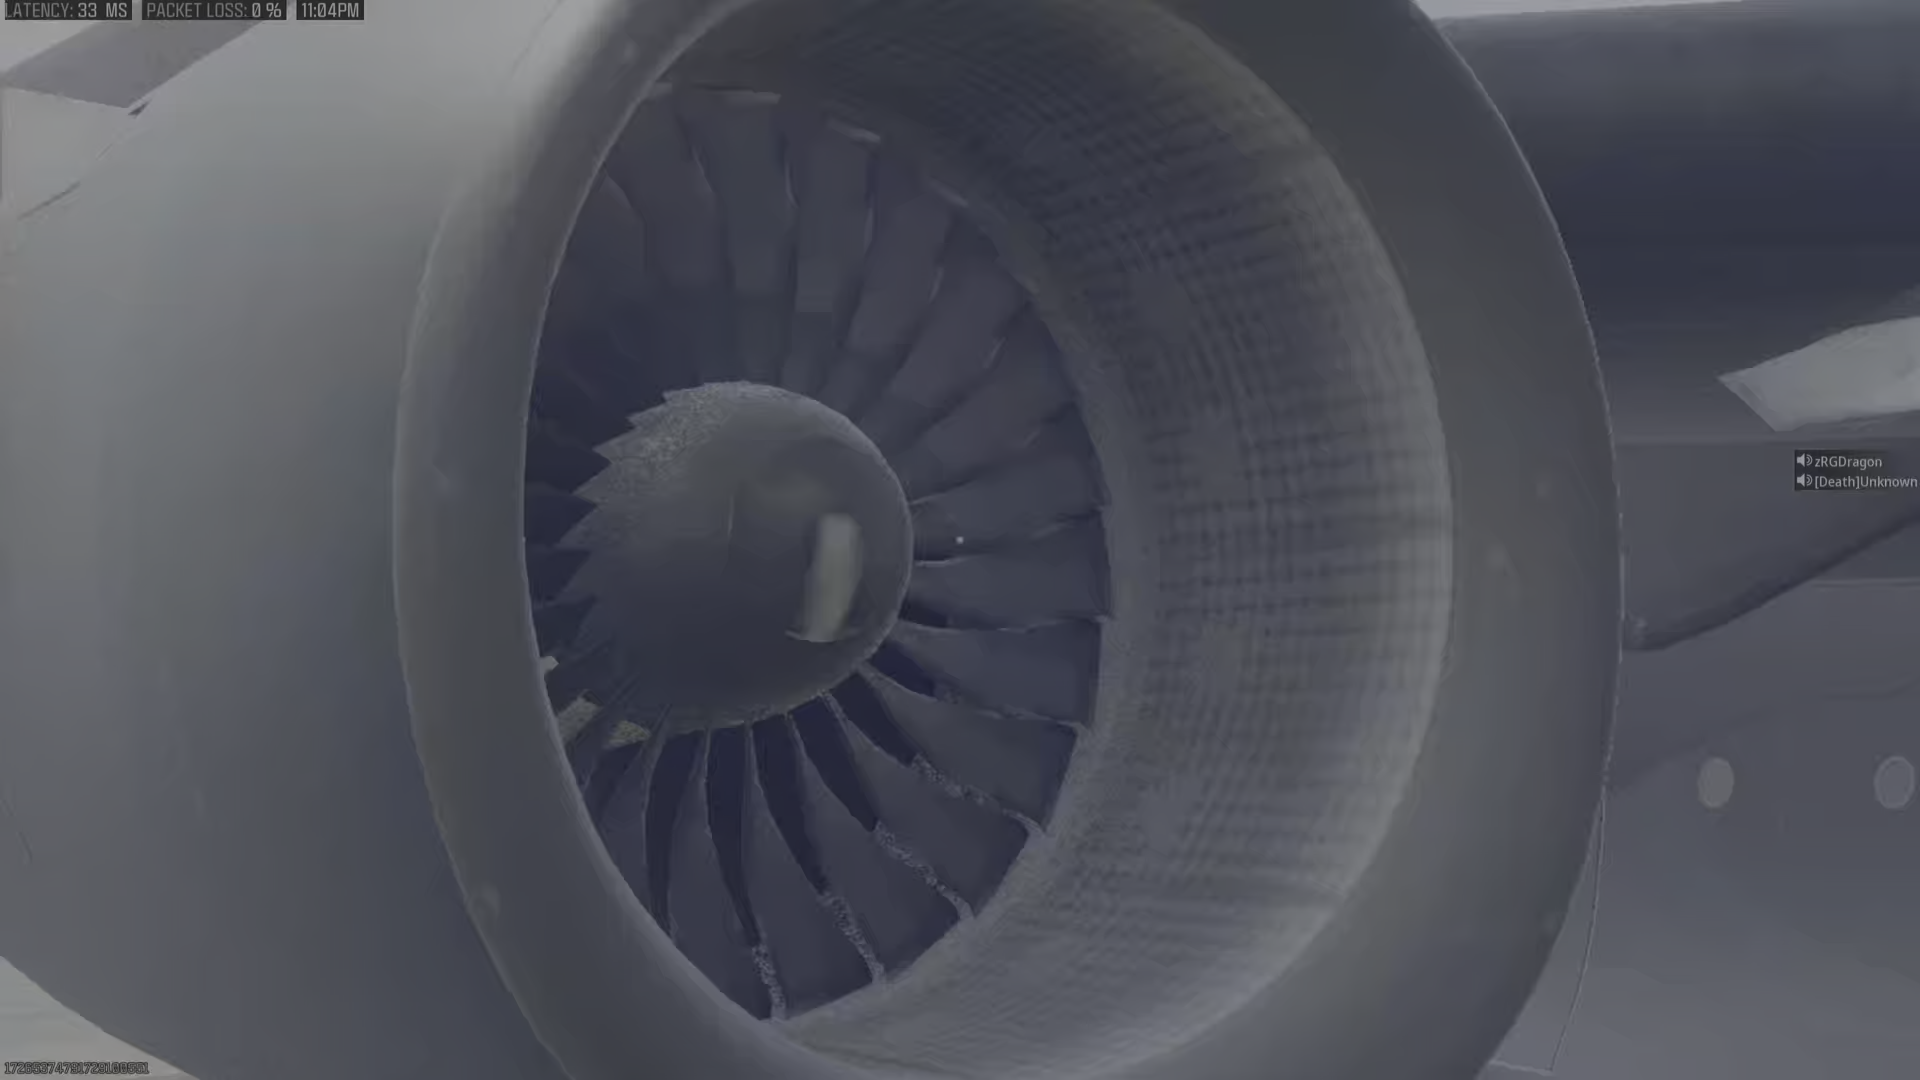 LATENCY: 33 MS PACKET LOSS: 0 % 11:04PM
zRGDragon
[Death]Unknown